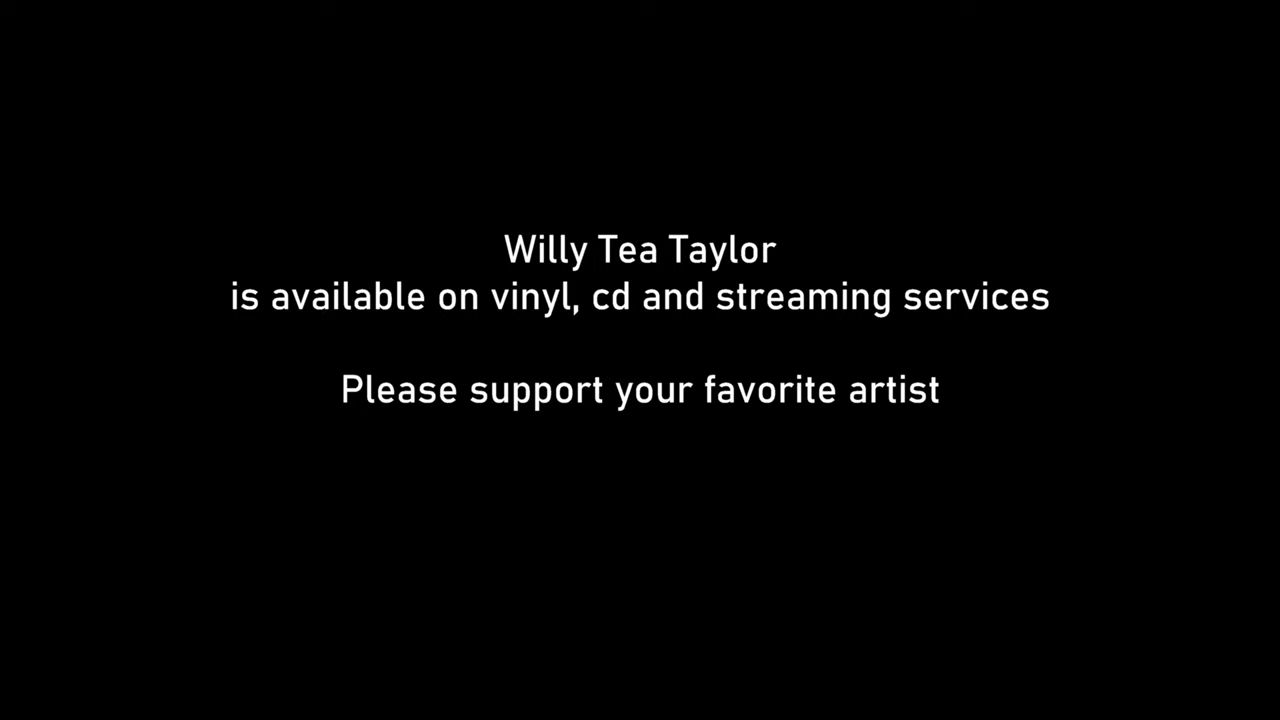 Willy Tea Taylor
is available on vinyl, cd and streaming services
Please support your favorite artist